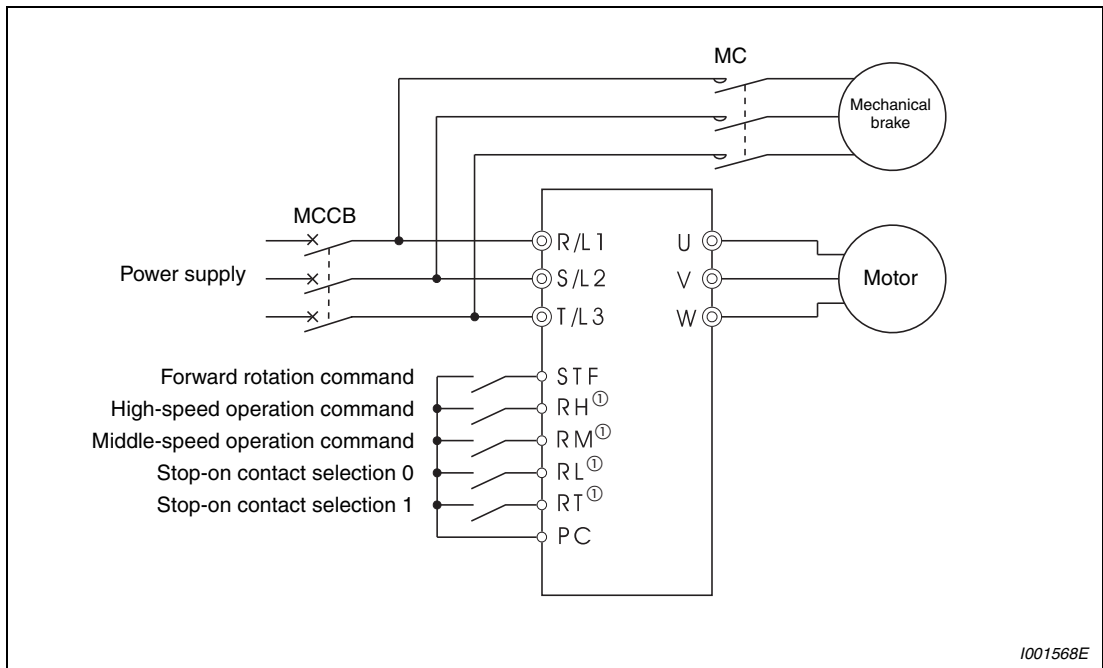 MC
Mechanical
brake
MCCB
Power supply
R/L1
S/L2
T/L3
U
V
W
Motor
Forward rotation command
STF
High-speed operation command
RH①
Middle-speed operation command
RM①
Stop-on contact selection 0
RL①
Stop-on contact selection 1
RT①
PC
I001568E